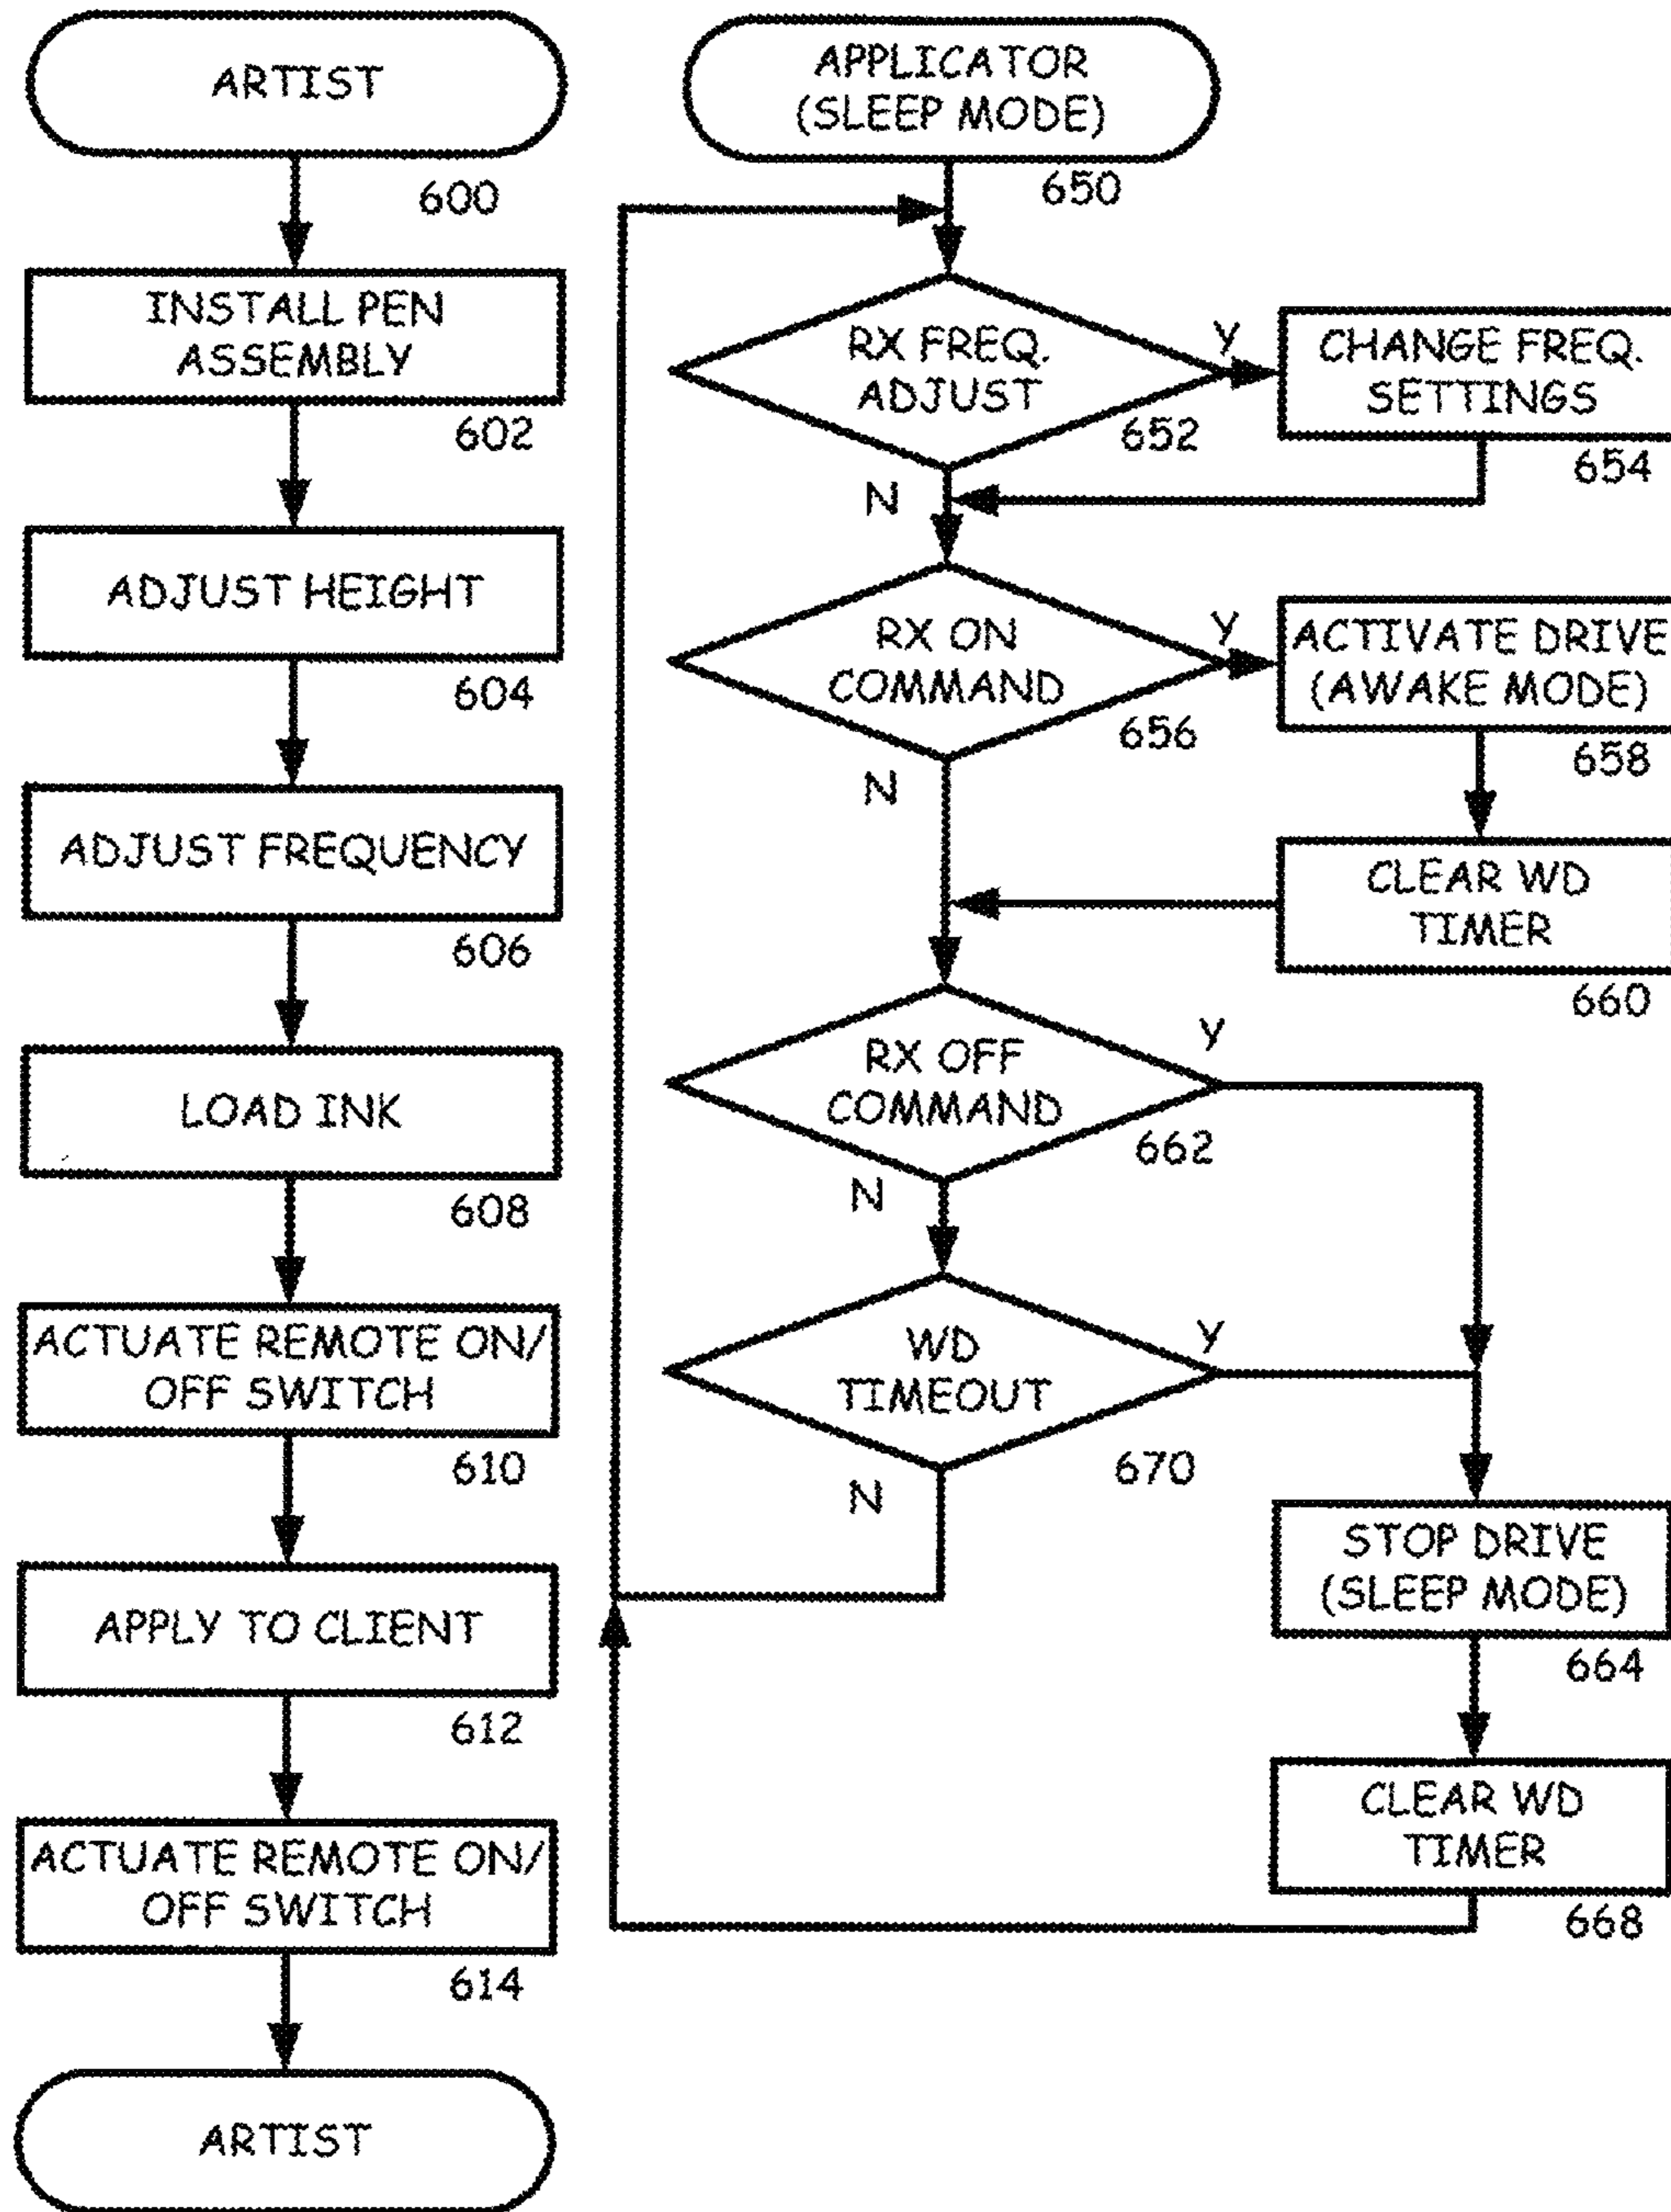 ARTIST
600
INSTALL PEN
ASSEMBLY
602
ADJUST HEIGHT
604
ADJUST FREQUENCY
606
LOAD INK
608
ACTUATE REMOTE ON/
OFF SWITCH
610
APPLY TO CLIENT
612
ACTUATE REMOTE ON/
OFF SWITCH
614
ARTIST
APPLICATOR
(SLEEP MODE)
650
RX FREQ.
ADJUST
652
Y
N
CHANGE FREQ.
SETTINGS
654
RX ON
COMMAND
656
Y
N
ACTIVATE DRIVE
(AWAKE MODE)
658
CLEAR WD
TIMER
660
RX OFF
COMMAND
662
Y
N
WD
TIMEOUT
670
Y
N
STOP DRIVE
(SLEEP MODE)
664
CLEAR WD
TIMER
668